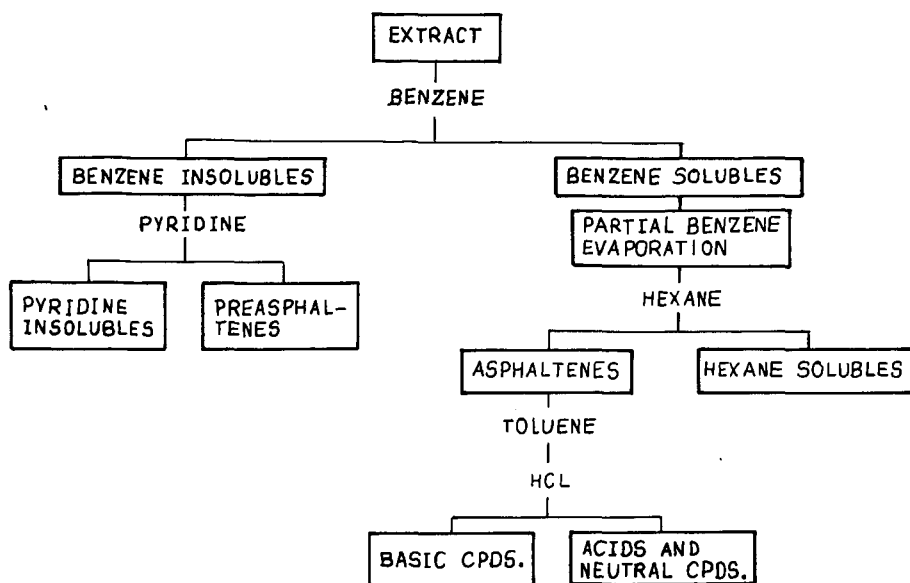 EXTRACT
BENZENE
BENZENE INSOLUBLES
BENZENE SOLUBLES
PYRIDINE
PARTIAL BENZENE
EVAPORATION
PYRIDINE
INSOLUBLES
PREASPHAL-
TENES
HEXANE
ASPHALTENES
HEXANE SOLUBLES
TOLUENE
HCL
BASIC CPDS.
ACIDS AND
NEUTRAL CPDS.